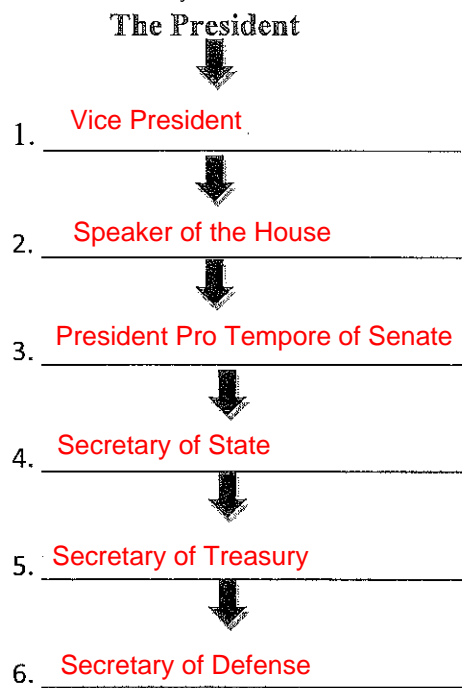 The President
1. Vice President
2. Speaker of the House
3. President Pro Tempore of Senate
4. Secretary of State
5. Secretary of Treasury
6. Secretary of Defense